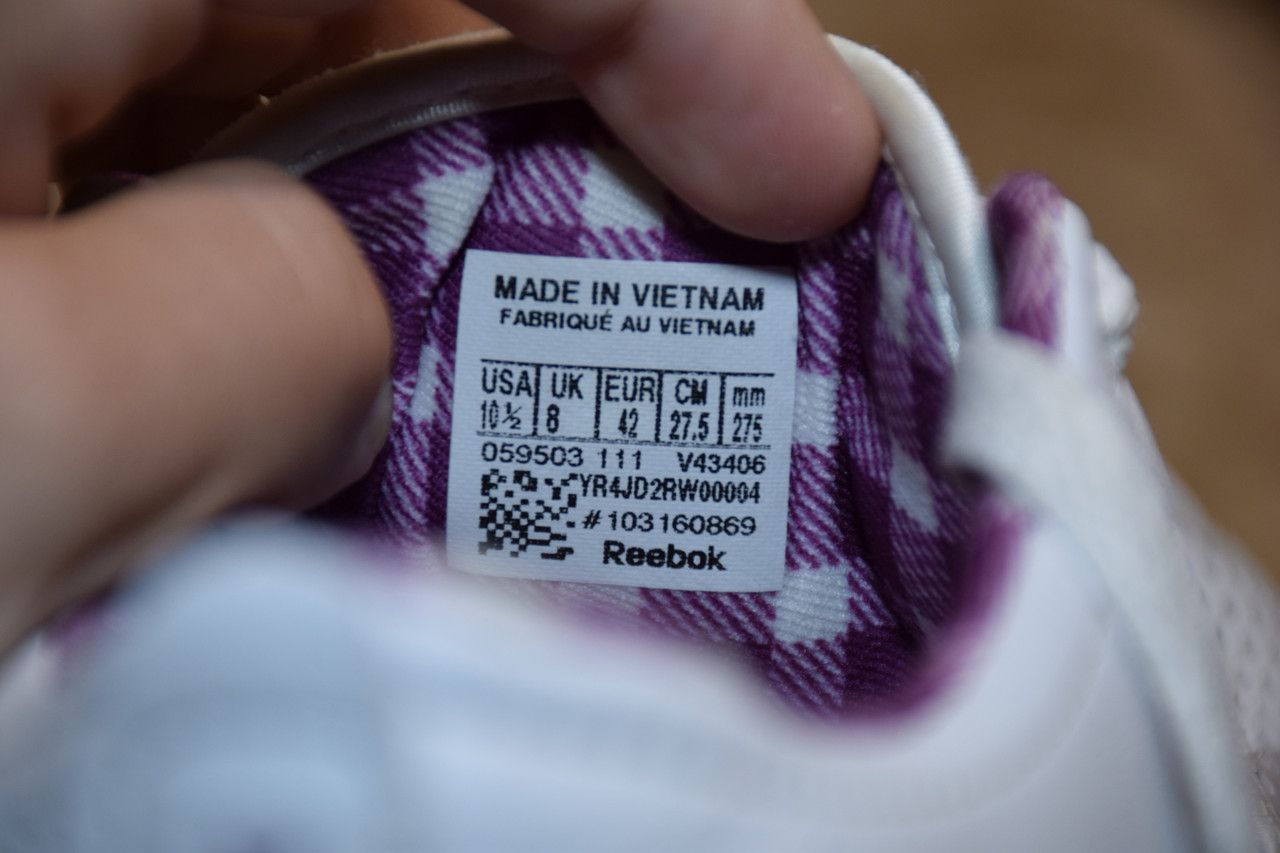 MADE IN VIETNAM
FABRIQUÉ AU VIETNAM
USA UK EUR CM mm
10½ 8 42 27.5 275
059503 111 V43406
YR4JD2RW00004
#103160869
Reebok